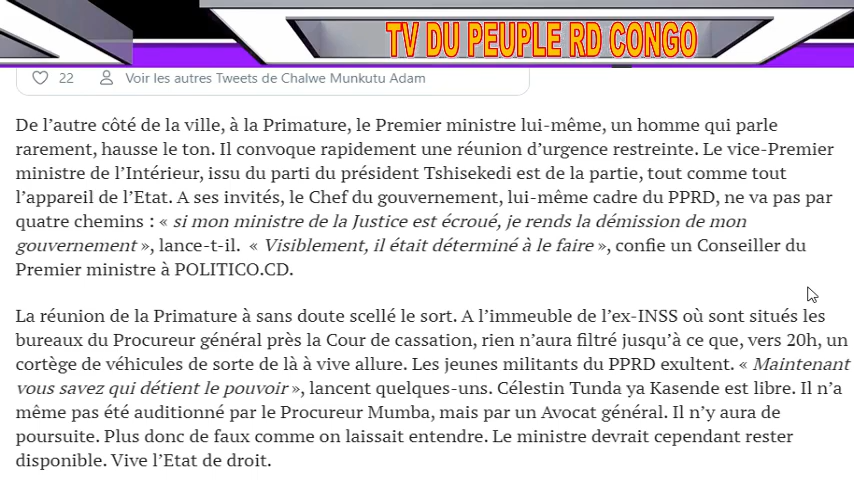 TV DU PEUPLE RD CONGO
22 Voir les autres Tweets de Chalwe Munkutu Adam
De l’autre côté de la ville, à la Primature, le Premier ministre lui-même, un homme qui parle
rarement, hausse le ton. Il convoque rapidement une réunion d’urgence restreinte. Le vice-Premier
ministre de l’Intérieur, issu du parti du président Tshisekedi est de la partie, tout comme tout
l’appareil de l’Etat. A ses invités, le Chef du gouvernement, lui-même cadre du PPRD, ne va pas par
quatre chemins : « si mon ministre de la Justice est écroué, je rends la démission de mon
gouvernement », lance-t-il. « Visiblement, il était déterminé à le faire », confie un Conseiller du
Premier ministre à POLITICO.CD.
La réunion de la Primature à sans doute scellé le sort. A l’immeuble de l’ex-INSS où sont situés les
bureaux du Procureur général près la Cour de cassation, rien n’aura filtré jusqu’à ce que, vers 20h, un
cortège de véhicules de sorte de là à vive allure. Les jeunes militants du PPRD exultent. « Maintenant
vous savez qui détient le pouvoir », lancent quelques-uns. Célestin Tunda ya Kasende est libre. Il n’a
même pas été auditionné par le Procureur Mumba, mais par un Avocat général. Il n’y aura de
poursuite. Plus donc de faux comme on laissait entendre. Le ministre devrait cependant rester
disponible. Vive l’Etat de droit.